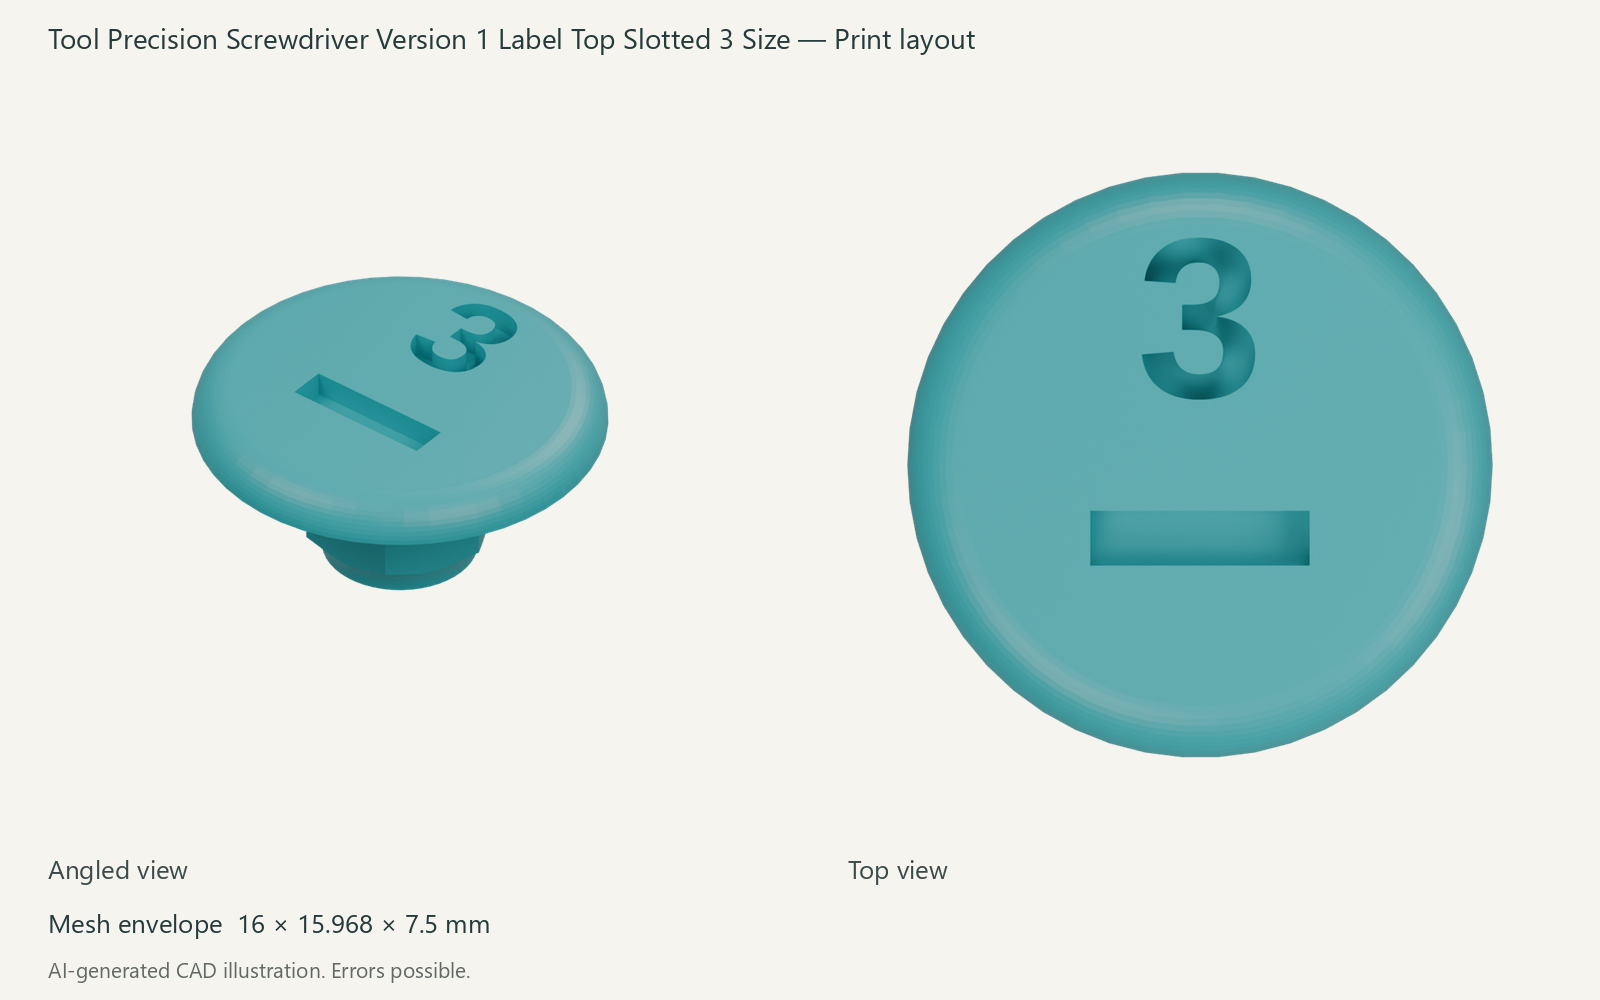 Tool Precision Screwdriver Version 1 Label Top Slotted 3 Size — Print layout
3
3
Angled view
Top view
Mesh envelope 16 × 15.968 × 7.5 mm
AI-generated CAD illustration. Errors possible.